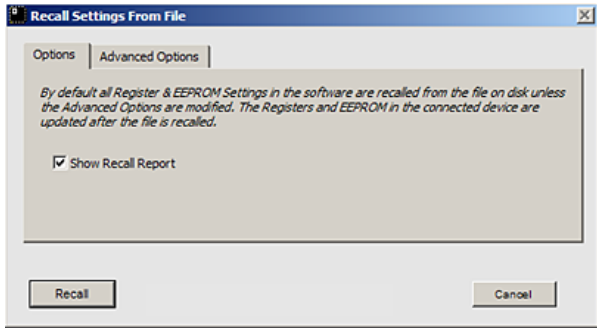 Recall Settings From File
Options
Advanced Options
By default all Register & EEPROM Settings in the software are recalled from the file on disk unless
the Advanced Options are modified. The Registers and EEPROM in the connected device are
updated after the file is recalled.
Show Recall Report
Recall
Cancel